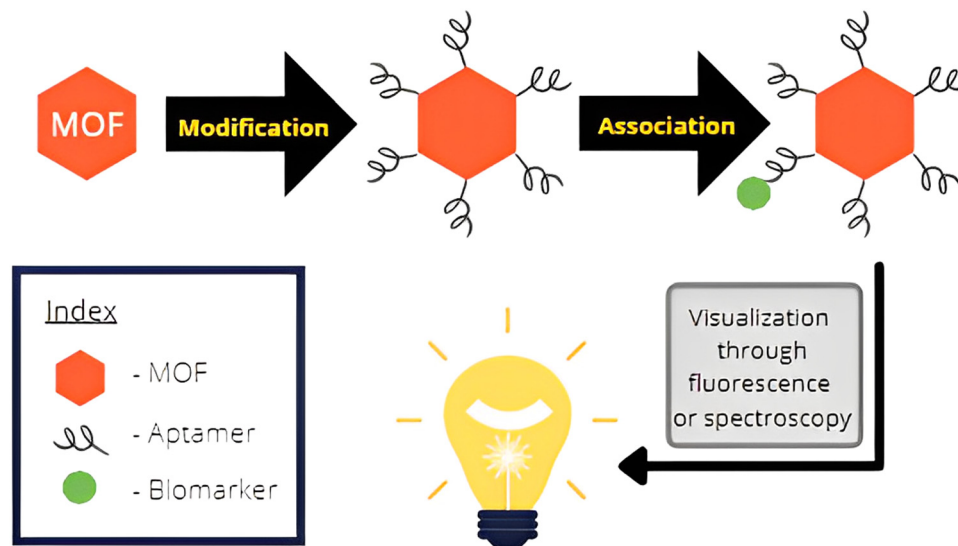 MOF
Modification
Association
Index
- MOF
- Aptamer
- Biomarker
Visualization
through
fluorescence
or spectroscopy